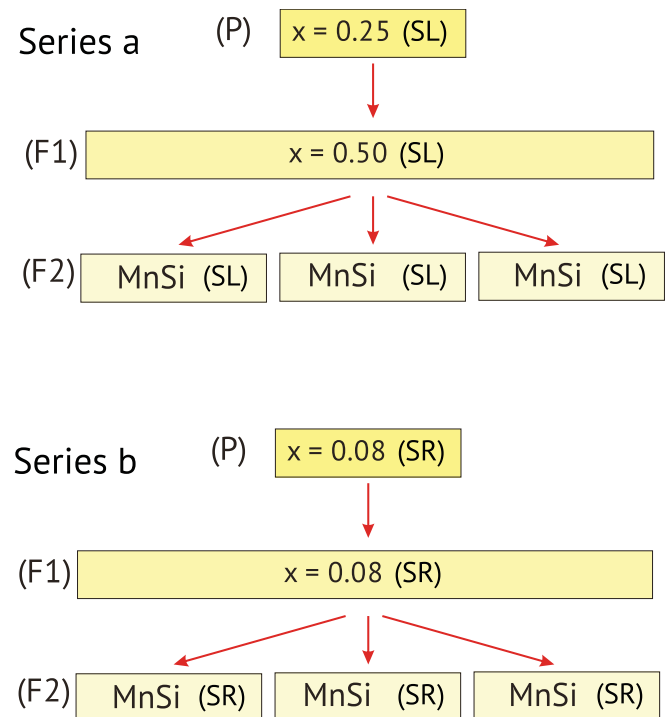 Series a (P) x = 0.25 (SL)
(F1) x = 0.50 (SL)
(F2) MnSi (SL) MnSi (SL) MnSi (SL)
Series b (P) x = 0.08 (SR)
(F1) x = 0.08 (SR)
(F2) MnSi (SR) MnSi (SR) MnSi (SR)